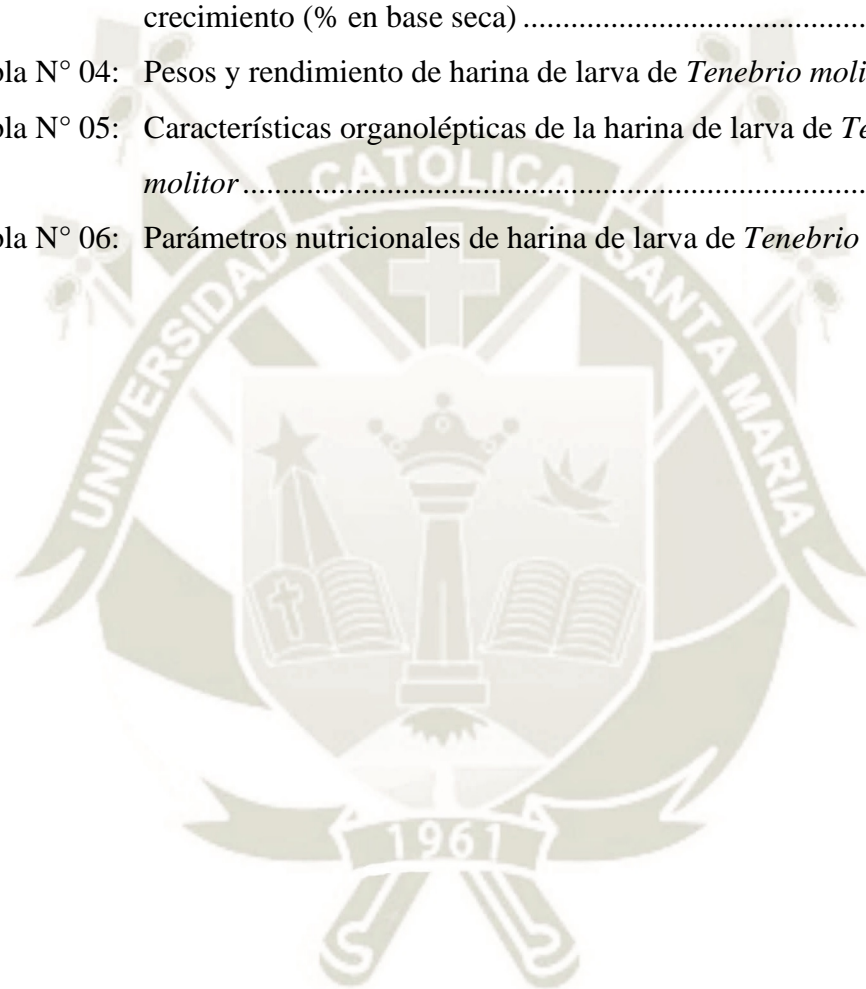 crecimiento (% en base seca) ........................................
bla N° 04: Pesos y rendimiento de harina de larva de Tenebrio moli
bla N° 05: Características organolépticas de la harina de larva de Te
molitor ................................................................................
bla N° 06: Parámetros nutricionales de harina de larva de Tenebrio
UNIVERSIDAD CATOLICA SANTA MARIA
1961